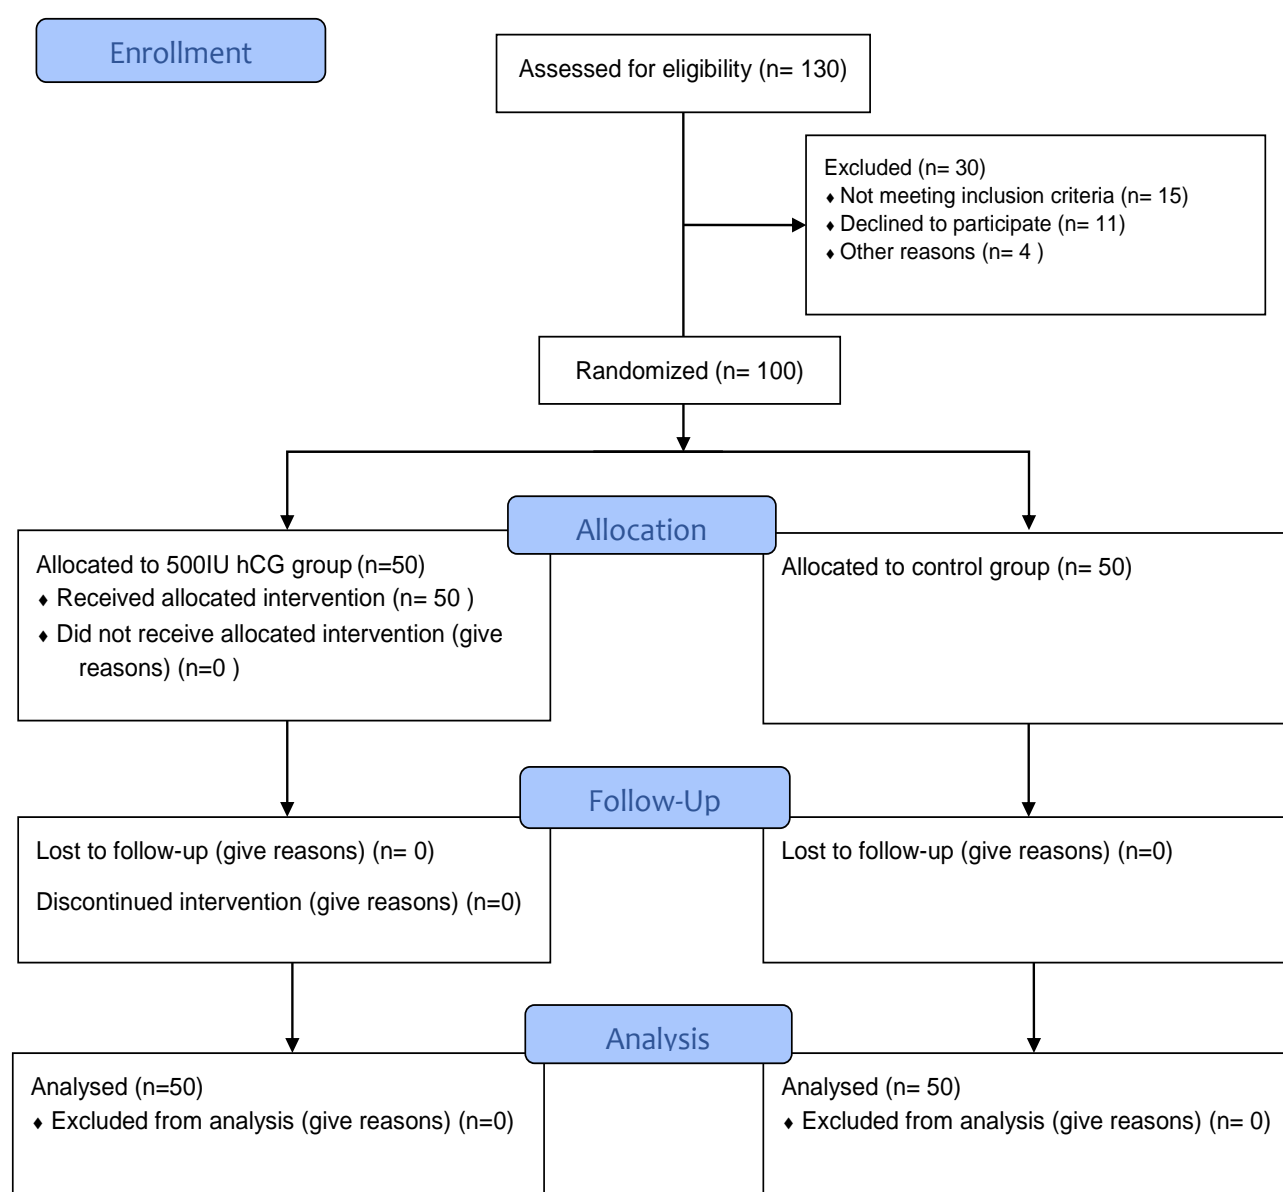 Enrollment
Assessed for eligibility (n= 130)
Excluded (n= 30)
♦ Not meeting inclusion criteria (n= 15)
♦ Declined to participate (n= 11)
♦ Other reasons (n= 4 )
Randomized (n= 100)
Allocation
Allocated to 500IU hCG group (n=50)
♦ Received allocated intervention (n= 50 )
♦ Did not receive allocated intervention (give
reasons) (n=0 )
Allocated to control group (n= 50)
Follow-Up
Lost to follow-up (give reasons) (n= 0)
Discontinued intervention (give reasons) (n=0)
Lost to follow-up (give reasons) (n=0)
Analysis
Analysed (n=50)
♦ Excluded from analysis (give reasons) (n=0)
Analysed (n= 50)
♦ Excluded from analysis (give reasons) (n= 0)